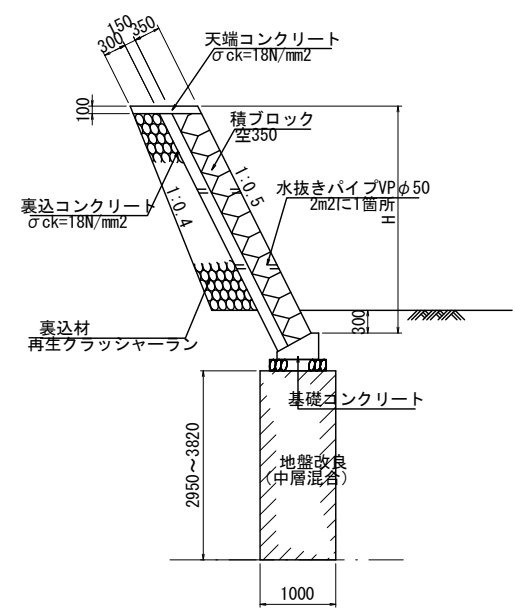 300
150
350
天端コンクリート
σck=18N/mm2
100
積ブロック
空350
1:0.5
水抜きパイプVPφ50
2m2に1箇所
H
裏込コンクリート
σck=18N/mm2
1:0.4
300
裏込材
再生クラッシャーラン
基礎コンクリート
2950～3820
地盤改良
(中層混合)
1000